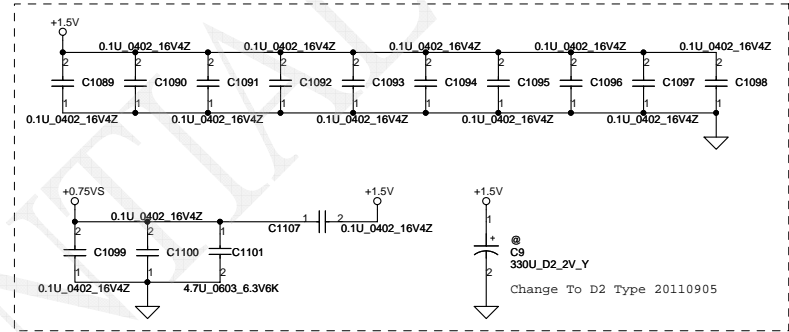 +1.5V
0.1U_0402_16V4Z 0.1U_0402_16V4Z 0.1U_0402_16V4Z 0.1U_0402_16V4Z 0.1U_0402_16V4Z
2 2 2 2 2 2 2 2 2 2
C1089 C1090 C1091 C1092 C1093 C1094 C1095 C1096 C1097 C1098
1 1 1 1 1 1 1 1 1 1
0.1U_0402_16V4Z 0.1U_0402_16V4Z 0.1U_0402_16V4Z 0.1U_0402_16V4Z 0.1U_0402_16V4Z
+0.75VS +1.5V +1.5V
0.1U_0402_16V4Z
1 2
C1107 0.1U_0402_16V4Z
2 2 1
C1099 C1100 C1101
1 1 2
0.1U_0402_16V4Z 4.7U_0603_6.3V6K
1
+ @
C9
330U_D2_2V_Y
2
Change To D2 Type 20110905
NTIAL